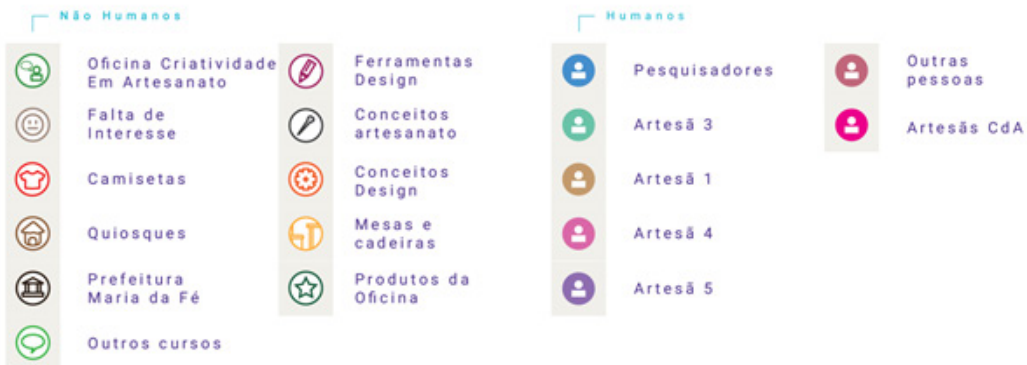 Não Humanos
Oficina Criatividade
Em Artesanato
Falta de
Interesse
Camisetas
Quiosques
Prefeitura
Maria da Fé
Outros cursos
Ferramentas
Design
Conceitos
artesanato
Conceitos
Design
Mesas e
cadeiras
Produtos da
Oficina
Humanos
Pesquisadores
Artesã 3
Artesã 1
Artesã 4
Artesã 5
Outras
pessoas
Artesãs CdA